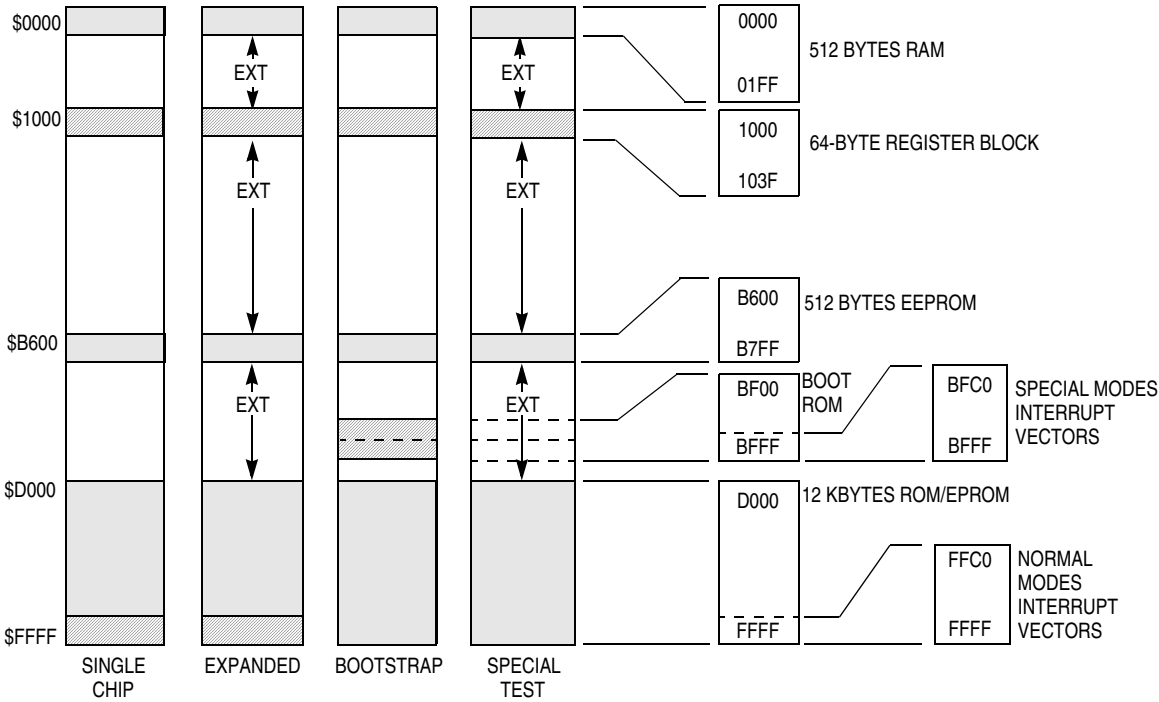 $0000
$1000
$B600
$D000
$FFFF
EXT
EXT
EXT
EXT
EXT
EXT
SINGLE
CHIP
EXPANDED
BOOTSTRAP
SPECIAL
TEST
0000
01FF
512 BYTES RAM
1000
103F
64-BYTE REGISTER BLOCK
B600
B7FF
512 BYTES EEPROM
BF00
BFFF
BOOT
ROM
BFC0
BFFF
SPECIAL MODES
INTERRUPT
VECTORS
D000
FFFF
12 KBYTES ROM/EPROM
FFC0
FFFF
NORMAL
MODES
INTERRUPT
VECTORS